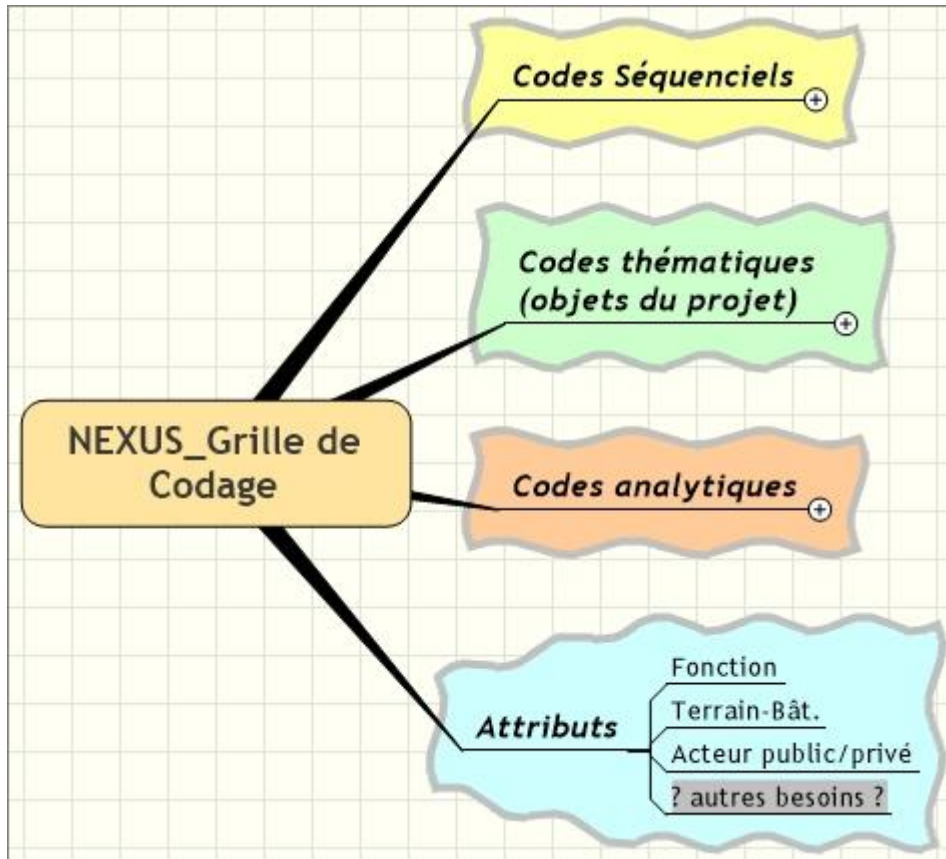 Codes Séquenciels
Codes thématiques
(objets du projet)
NEXUS_Grille de
Codage
Codes analytiques
Attributs
Fonction
Terrain-Bât.
Acteur public/privé
? autres besoins ?